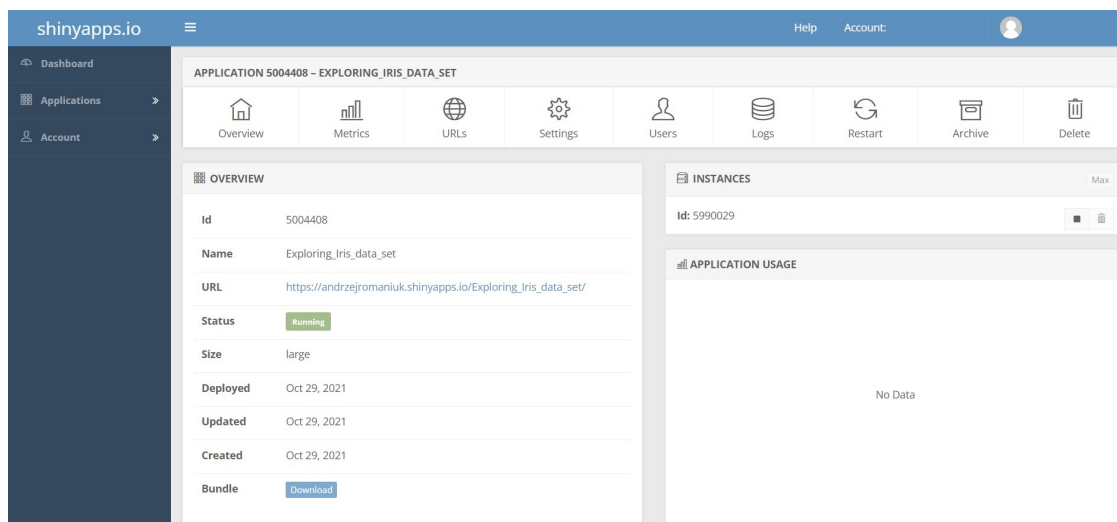 shinyapps.io
Help Account:
Dashboard
Applications
Account
APPLICATION 5004408 – EXPLORING_IRIS_DATA_SET
Overview Metrics URLs Settings Users Logs Restart Archive Delete
OVERVIEW
Id 5004408
Name Exploring_Iris_data_set
URL https://andrzejromaniuk.shinyapps.io/Exploring_Iris_data_set/
Status Running
Size large
Deployed Oct 29, 2021
Updated Oct 29, 2021
Created Oct 29, 2021
Bundle Download
INSTANCES Max
Id: 5990029
APPLICATION USAGE
No Data